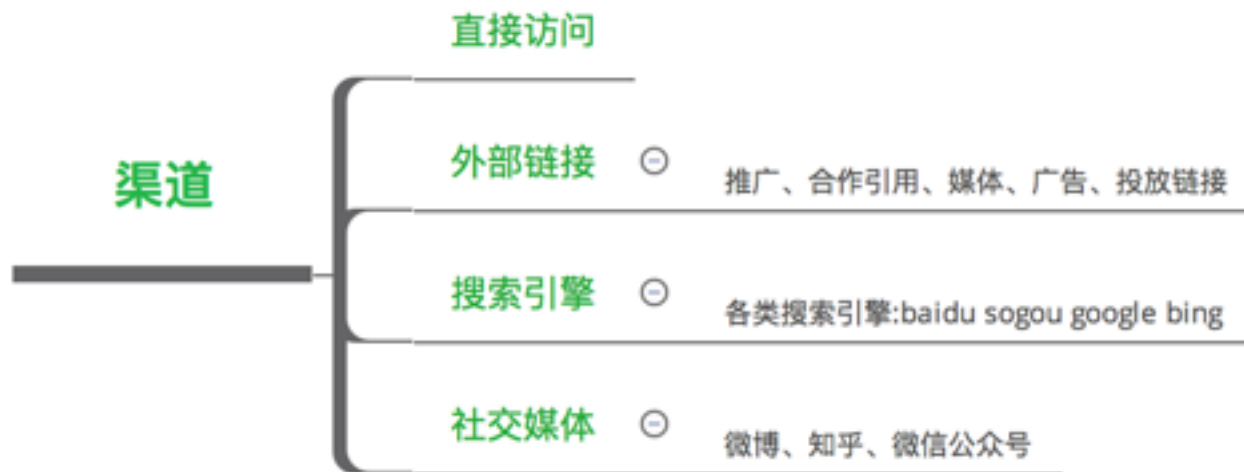 渠道
直接访问
外部链接
推广、合作引用、媒体、广告、投放链接
搜索引擎
各类搜索引擎:baidu sogou google bing
社交媒体
微博、知乎、微信公众号